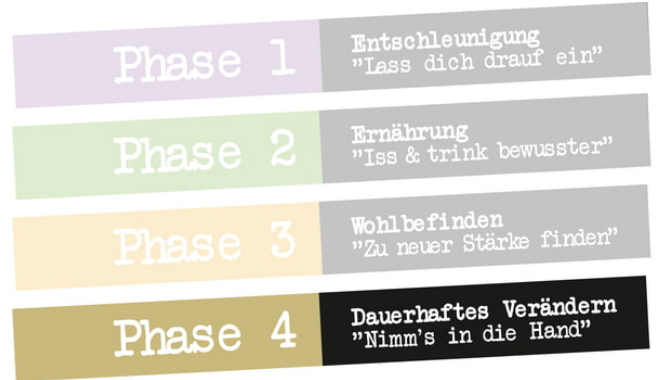 Phase 1
Entschleunigung
"Lass dich drauf ein"
Phase 2
Ernährung
"Iss & trink bewusster"
Phase 3
Wohlbefinden
"Zu neuer Stärke finden"
Phase 4
Dauerhaftes Verändern
"Nimm's in die Hand"